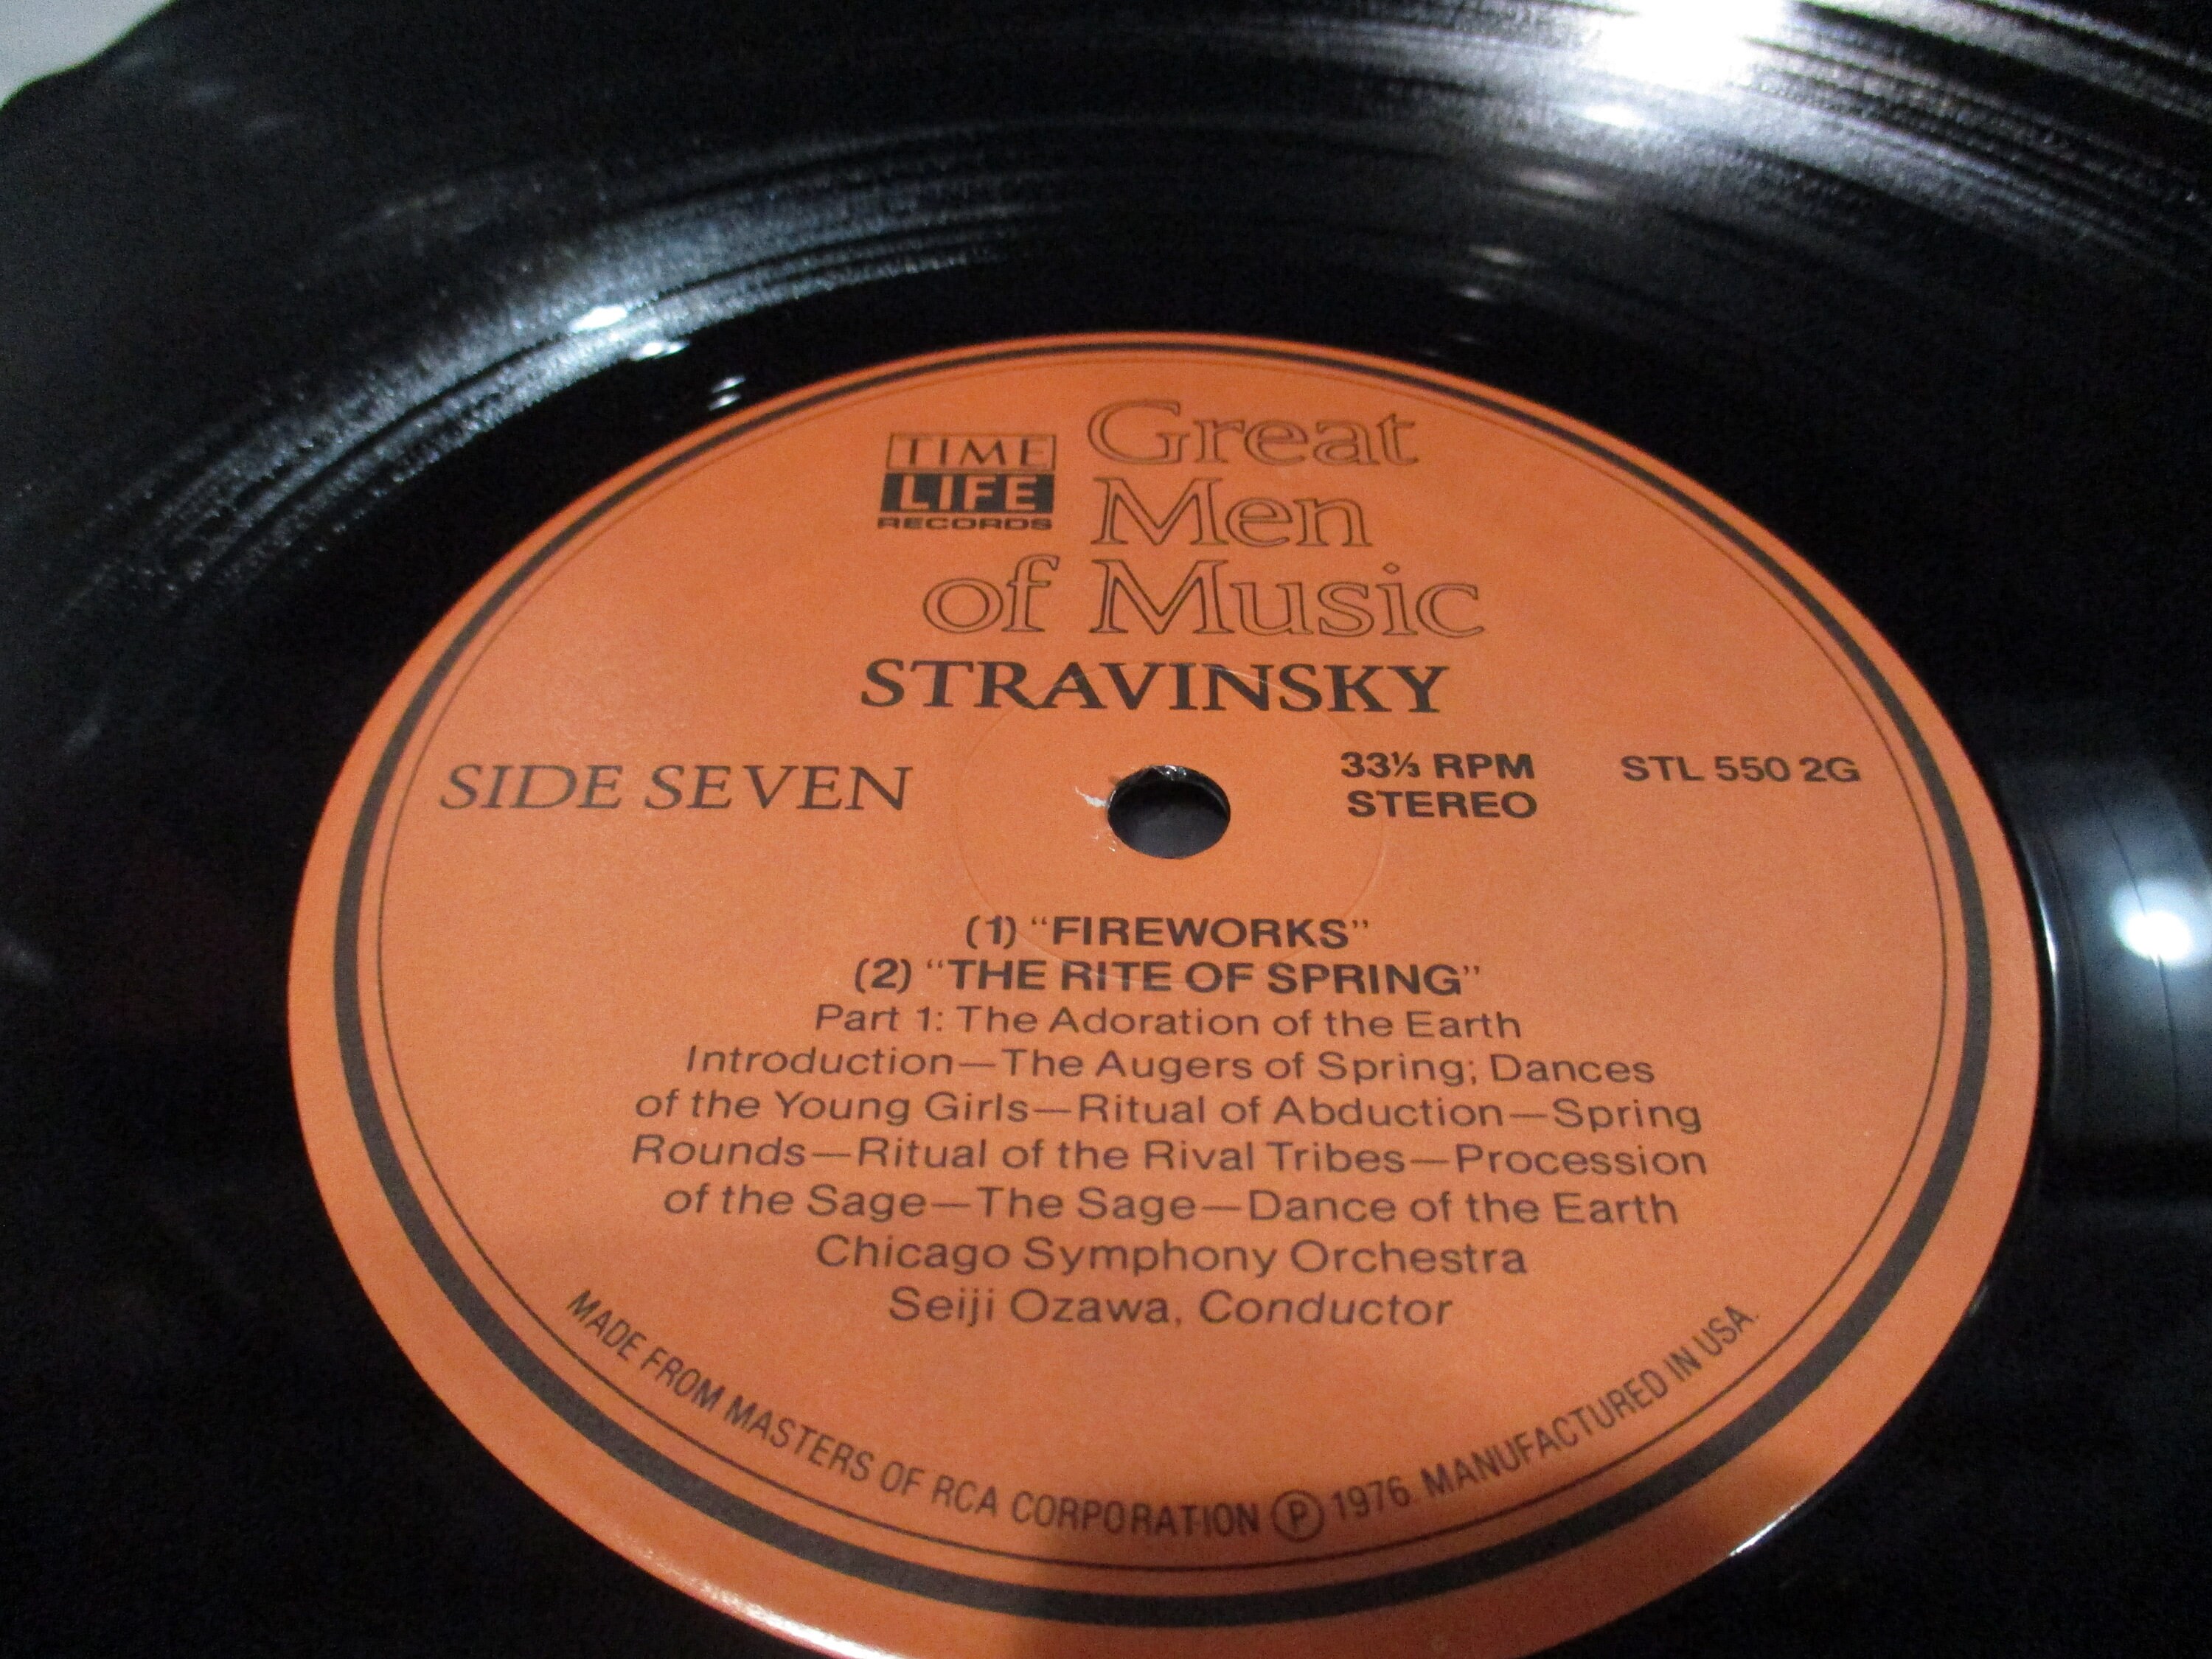 TIME
LIFE
RECORDS
Great
Men
of Music
STRAVINSKY
SIDE SEVEN
33⅓ RPM
STEREO
STL 550 2G
(1) “FIREWORKS”
(2) “THE RITE OF SPRING”
Part 1: The Adoration of the Earth
Introduction—The Augers of Spring; Dances
of the Young Girls—Ritual of Abduction—Spring
Rounds—Ritual of the Rival Tribes—Procession
of the Sage—The Sage—Dance of the Earth
Chicago Symphony Orchestra
Seiji Ozawa, Conductor
MADE FROM MASTERS OF RCA CORPORATION Ⓟ 1976. MANUFACTURED IN USA.